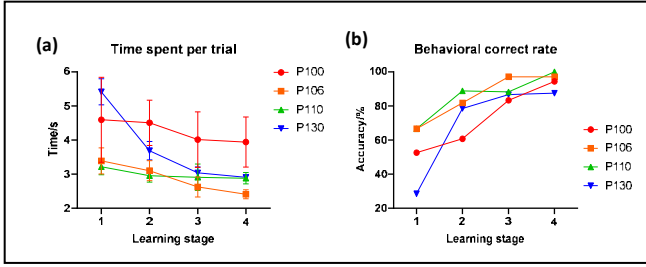 (a)
Time spent per trial
Time/s
6
5
4
3
2
1 2 3 4
Learning stage
P100
P106
P110
P130
(b)
Behavioral correct rate
Accuracy/%
100
80
60
40
20
1 2 3 4
Learning stage
P100
P106
P110
P130